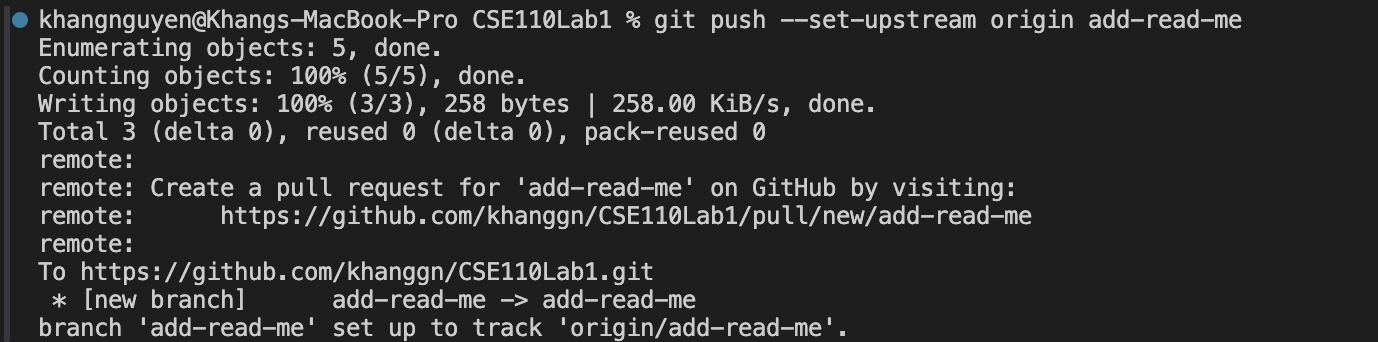 khangnguyen@Khangs-MacBook-Pro CSE110Lab1 % git push --set-upstream origin add-read-me
Enumerating objects: 5, done.
Counting objects: 100% (5/5), done.
Writing objects: 100% (3/3), 258 bytes | 258.00 KiB/s, done.
Total 3 (delta 0), reused 0 (delta 0), pack-reused 0
remote:
remote: Create a pull request for 'add-read-me' on GitHub by visiting:
remote:      https://github.com/khanggn/CSE110Lab1/pull/new/add-read-me
remote:
To https://github.com/khanggn/CSE110Lab1.git
 * [new branch]      add-read-me -> add-read-me
branch 'add-read-me' set up to track 'origin/add-read-me'.